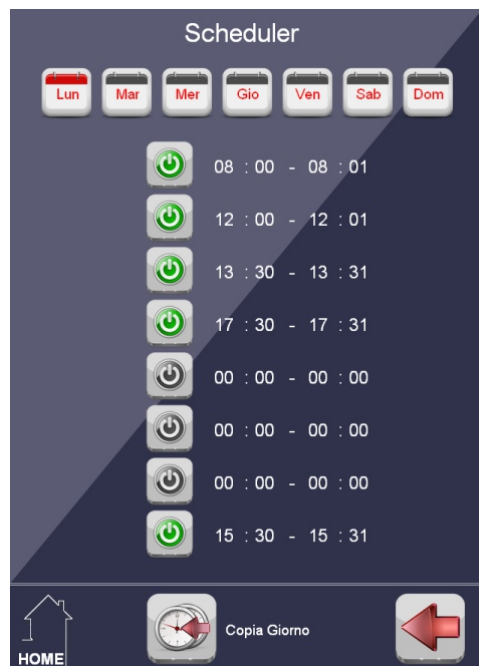 Scheduler
Lun Mar Mer Gio Ven Sab Dom
08 : 00 - 08 : 01
12 : 00 - 12 : 01
13 : 30 - 13 : 31
17 : 30 - 17 : 31
00 : 00 - 00 : 00
00 : 00 - 00 : 00
00 : 00 - 00 : 00
15 : 30 - 15 : 31
Copia Giorno
HOME